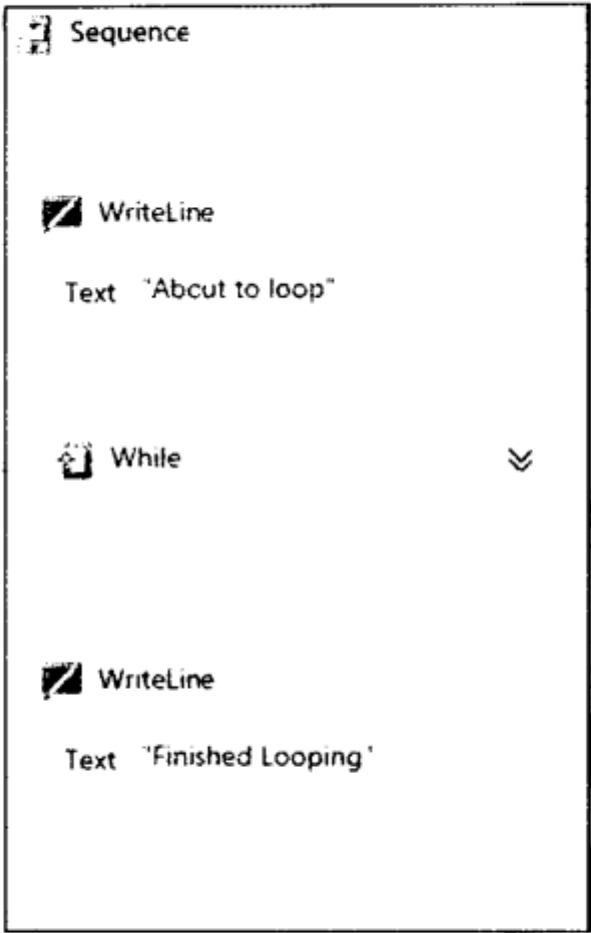 Sequence
WriteLine
Text "Abcut to loop"
While
WriteLine
Text "Finished Looping"